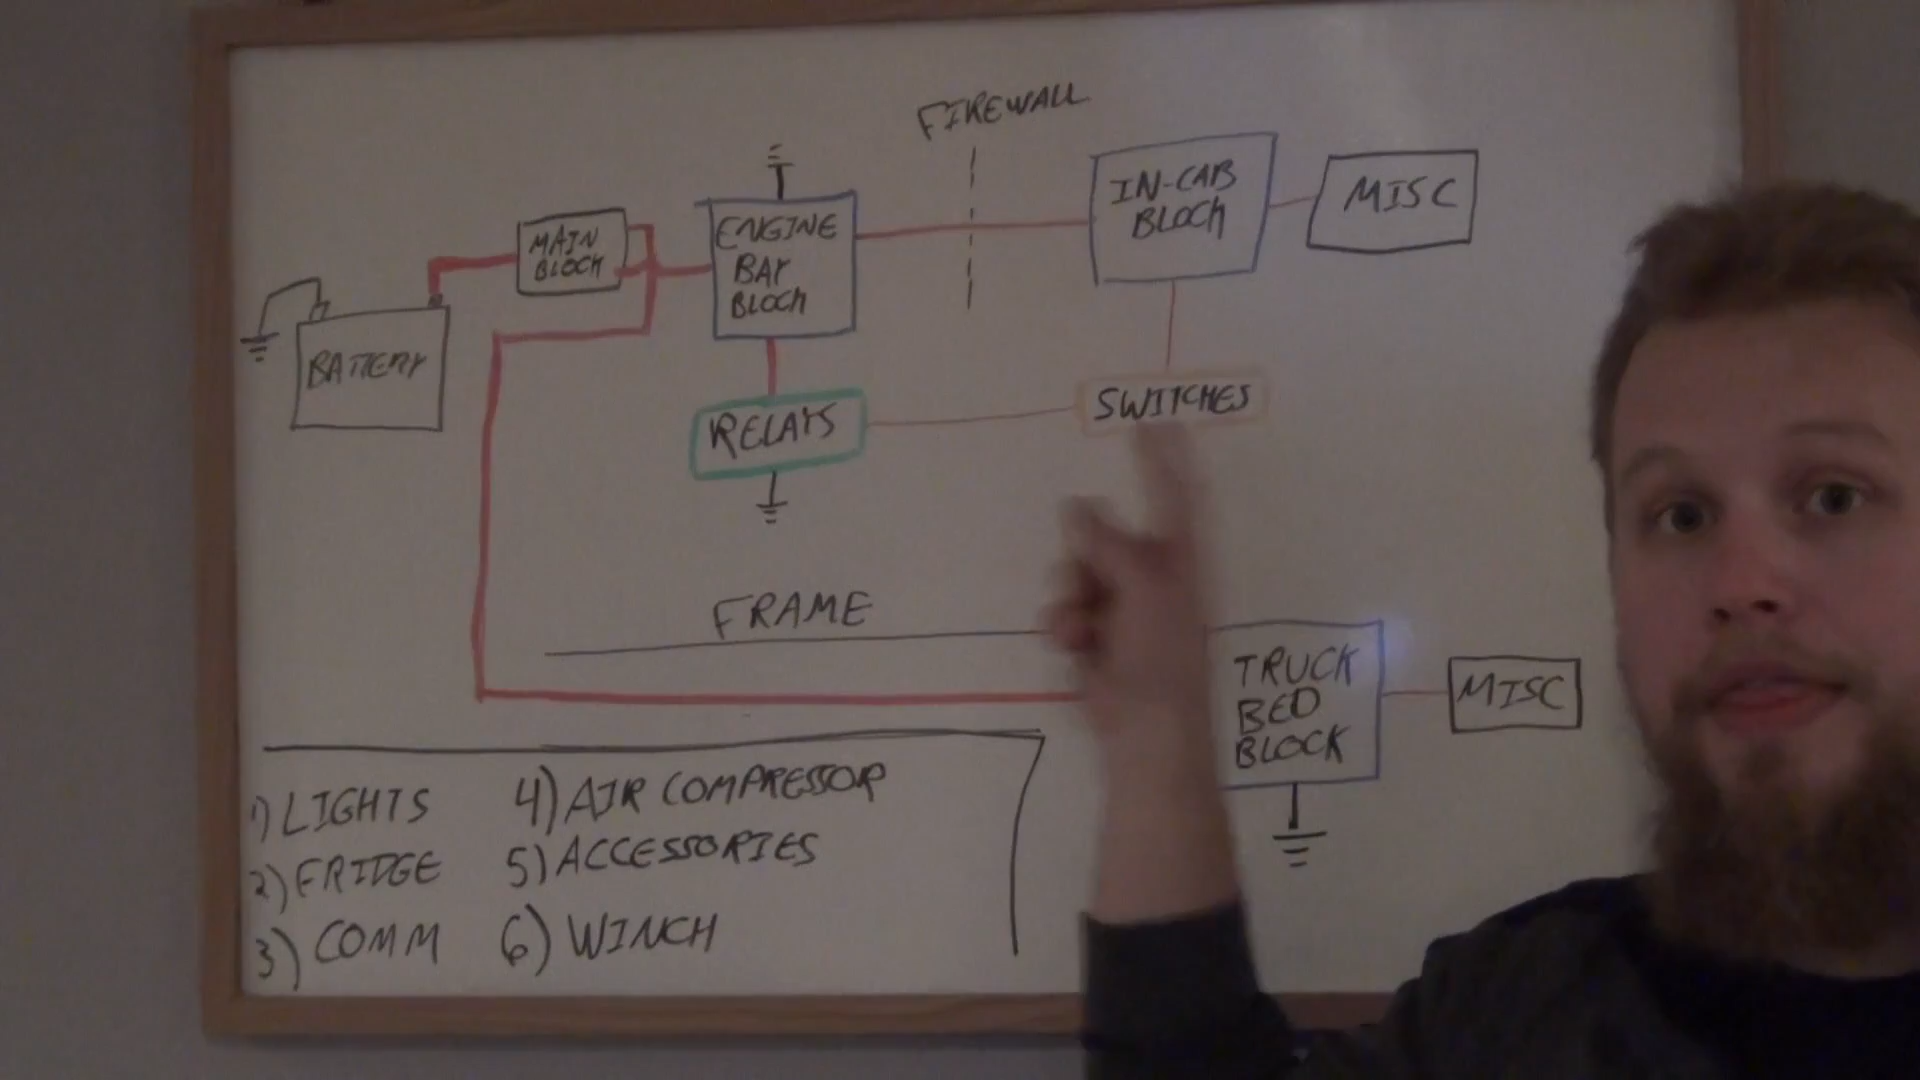 FIREWALL
IN-CAB
BLOCK
MISC
MAIN
BLOCK
ENGINE
BAY
BLOCK
BATTERY
RELAYS
SWITCHES
FRAME
TRUCK
BED
BLOCK
MISC
1) LIGHTS
2) FRIDGE
3) COMM
4) AIR COMPRESSOR
5) ACCESSORIES
6) WINCH